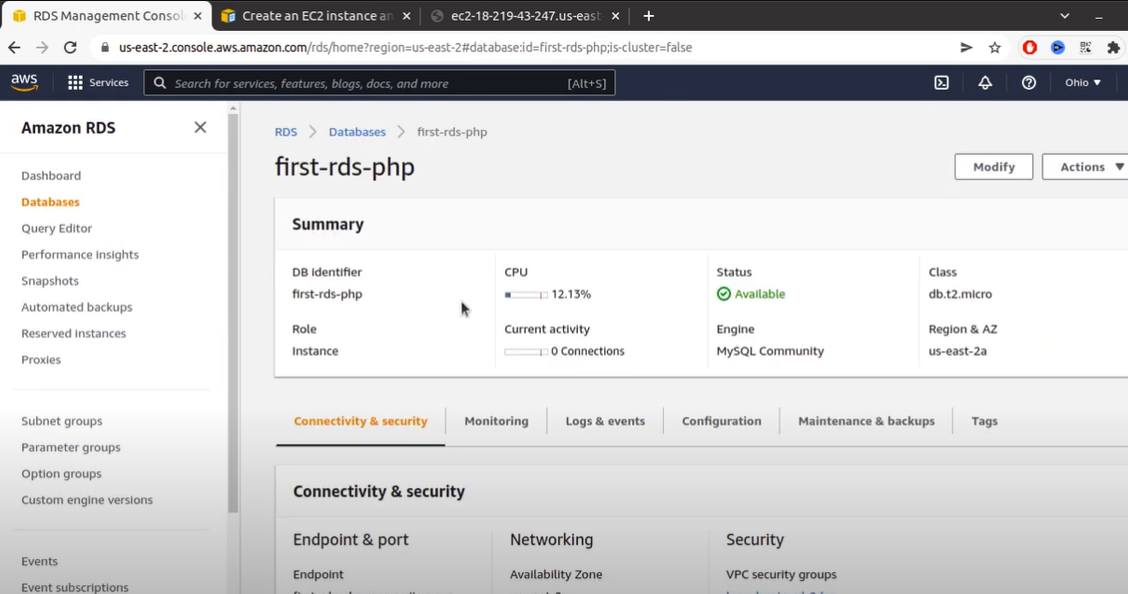 RDS Management Consol
Create an EC2 instance an
ec2-18-219-43-247.us-east
us-east-2.console.aws.amazon.com/rds/home?region=us-east-2#database:id=first-rds-php;is-cluster=false
aws
Services
Search for services, features, blogs, docs, and more
[Alt+S]
Ohio
Amazon RDS
Dashboard
Databases
Query Editor
Performance insights
Snapshots
Automated backups
Reserved instances
Proxies
Subnet groups
Parameter groups
Option groups
Custom engine versions
Events
Event subscriptions
RDS > Databases > first-rds-php
first-rds-php
Modify
Actions
Summary
DB identifier
first-rds-php
CPU
12.13%
Status
Available
Class
db.t2.micro
Role
Instance
Current activity
0 Connections
Engine
MySQL Community
Region & AZ
us-east-2a
Connectivity & security
Monitoring
Logs & events
Configuration
Maintenance & backups
Tags
Connectivity & security
Endpoint & port
Endpoint
Networking
Availability Zone
Security
VPC security groups